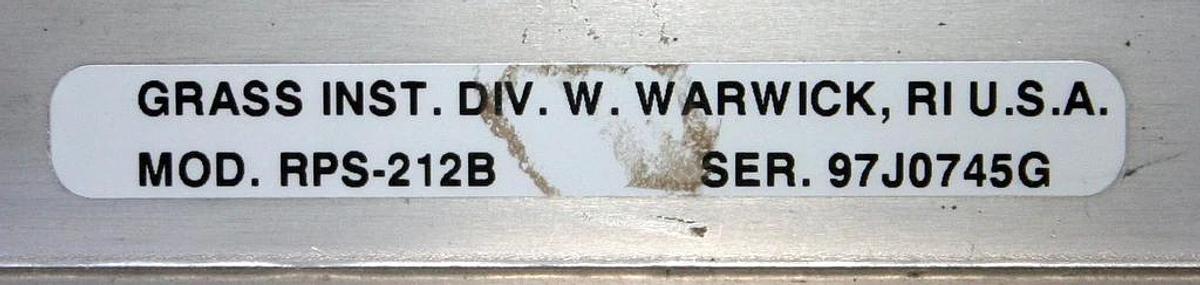 GRASS INST. DIV. W. WARWICK, RI U.S.A.
MOD. RPS-212B SER. 97J0745G